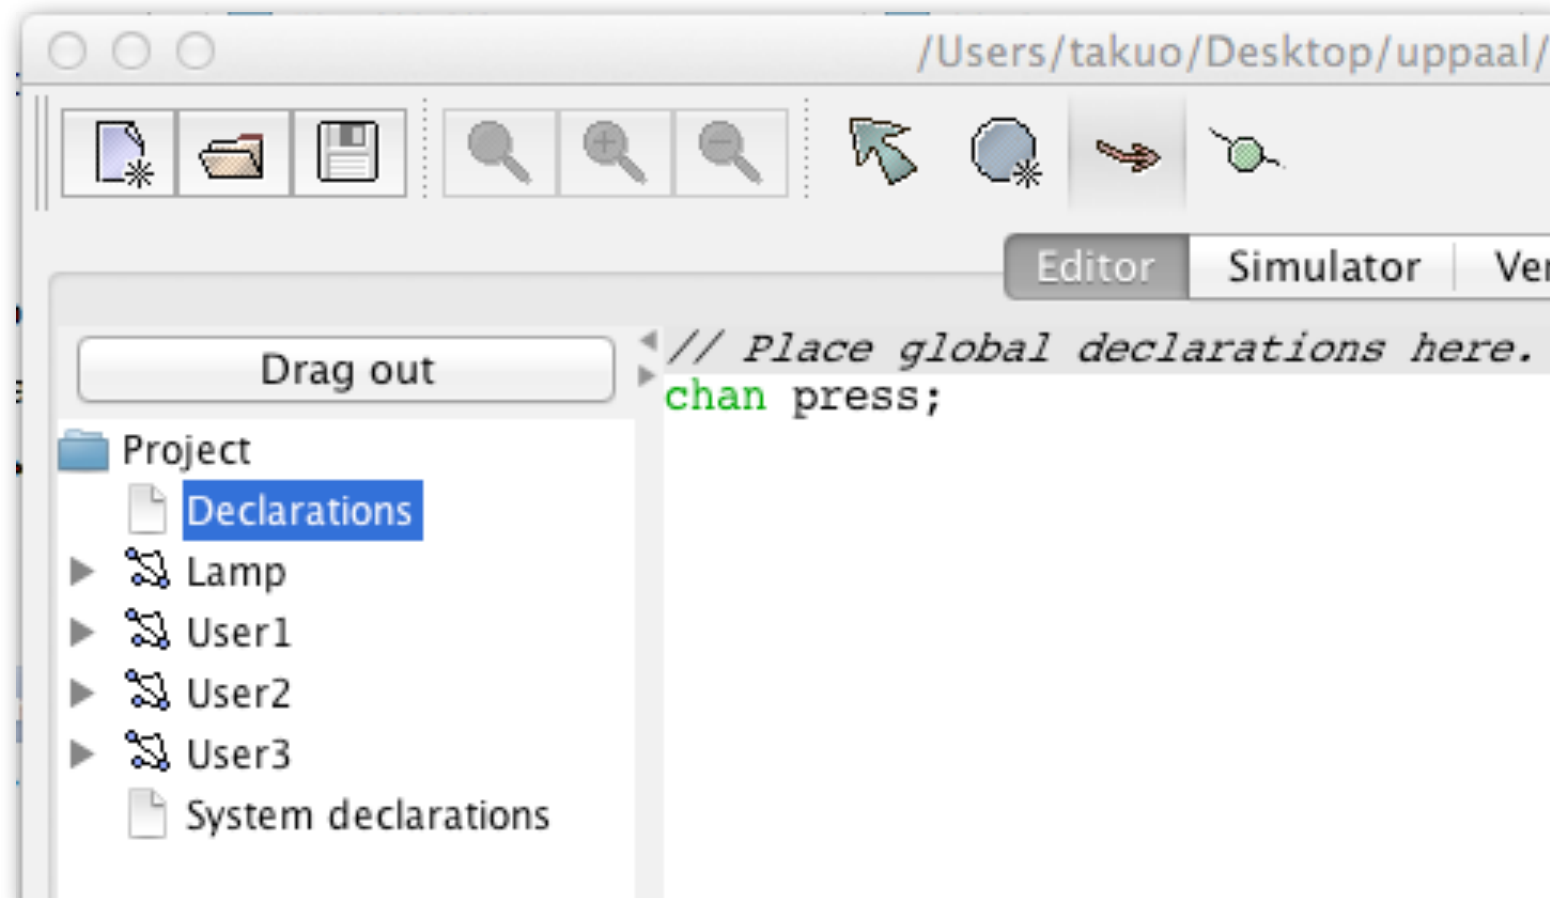 /Users/takuo/Desktop/uppaal/
Editor
Simulator
Drag out
// Place global declarations here.
chan press;
Project
Declarations
Lamp
User1
User2
User3
System declarations